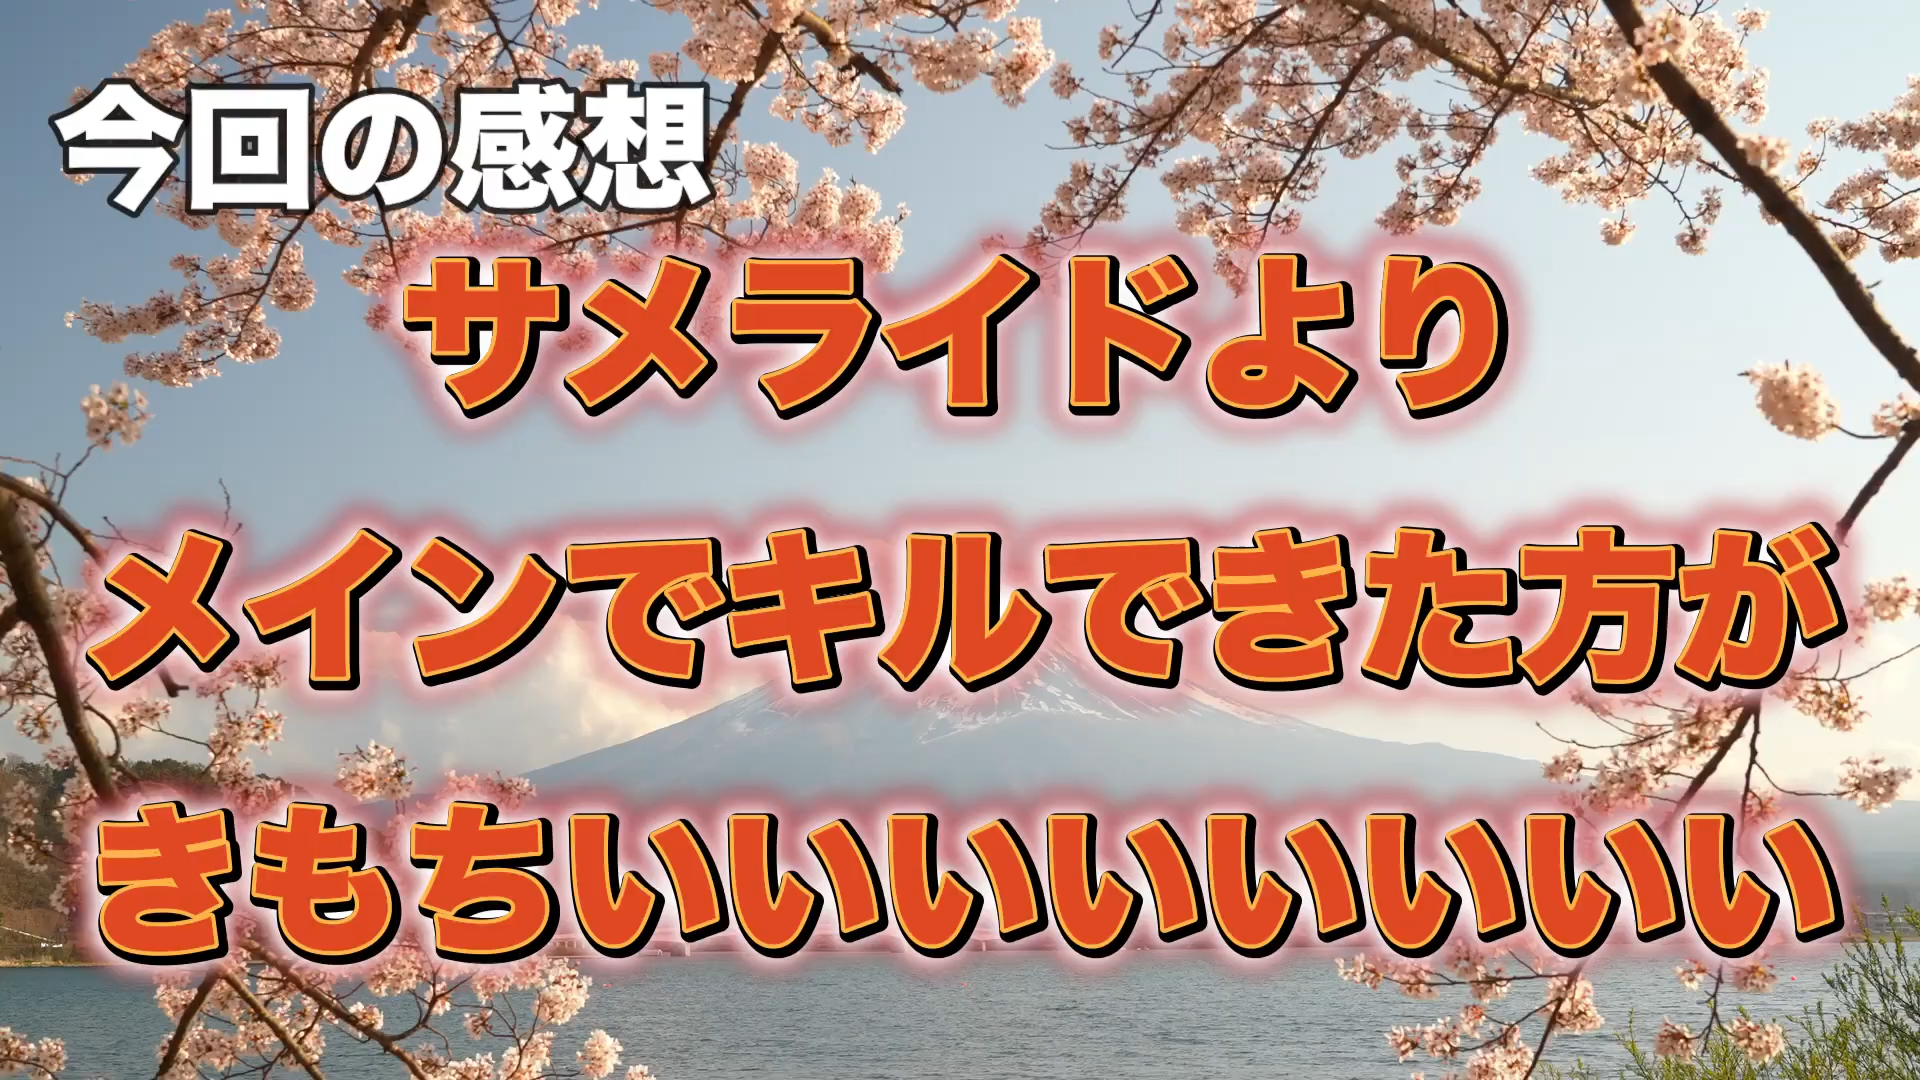 今回の感想
サメライドより
メインでキルできた方が
きもちいいいいいいいい